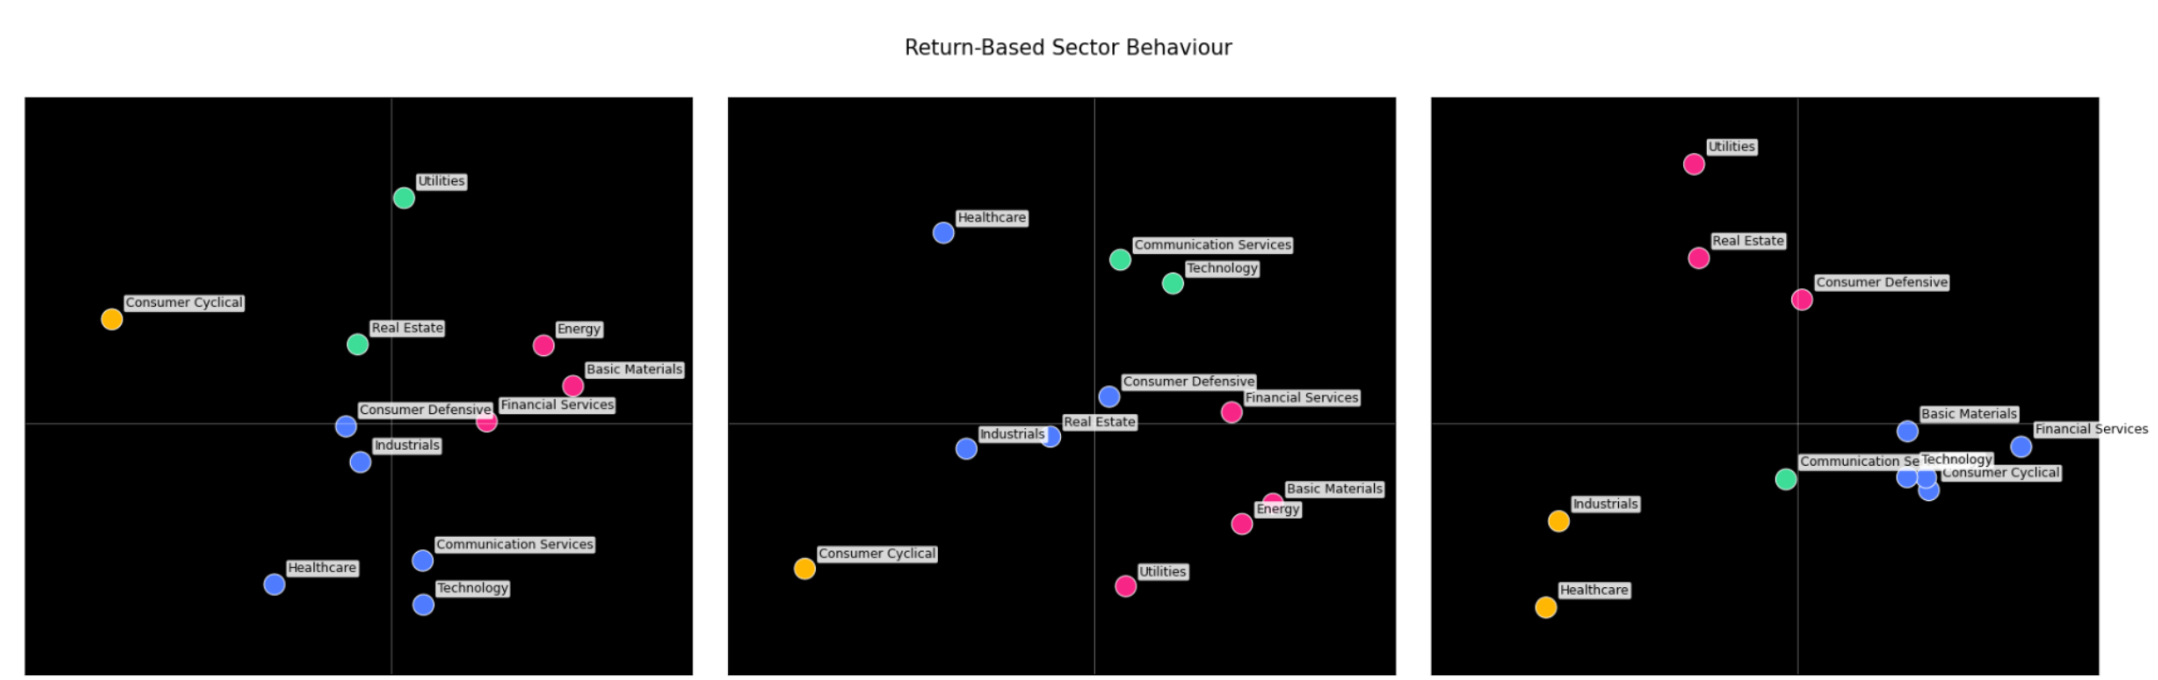 Return-Based Sector Behaviour
Utilities
Consumer Cyclical
Real Estate
Energy
Basic Materials
Financial Services
Consumer Defensive
Industrials
Communication Services
Healthcare
Technology
Healthcare
Communication Services
Technology
Consumer Defensive
Financial Services
Real Estate
Industrials
Basic Materials
Energy
Consumer Cyclical
Utilities
Utilities
Real Estate
Consumer Defensive
Basic Materials
Financial Services
Communication Se
Technology
Consumer Cyclical
Industrials
Healthcare